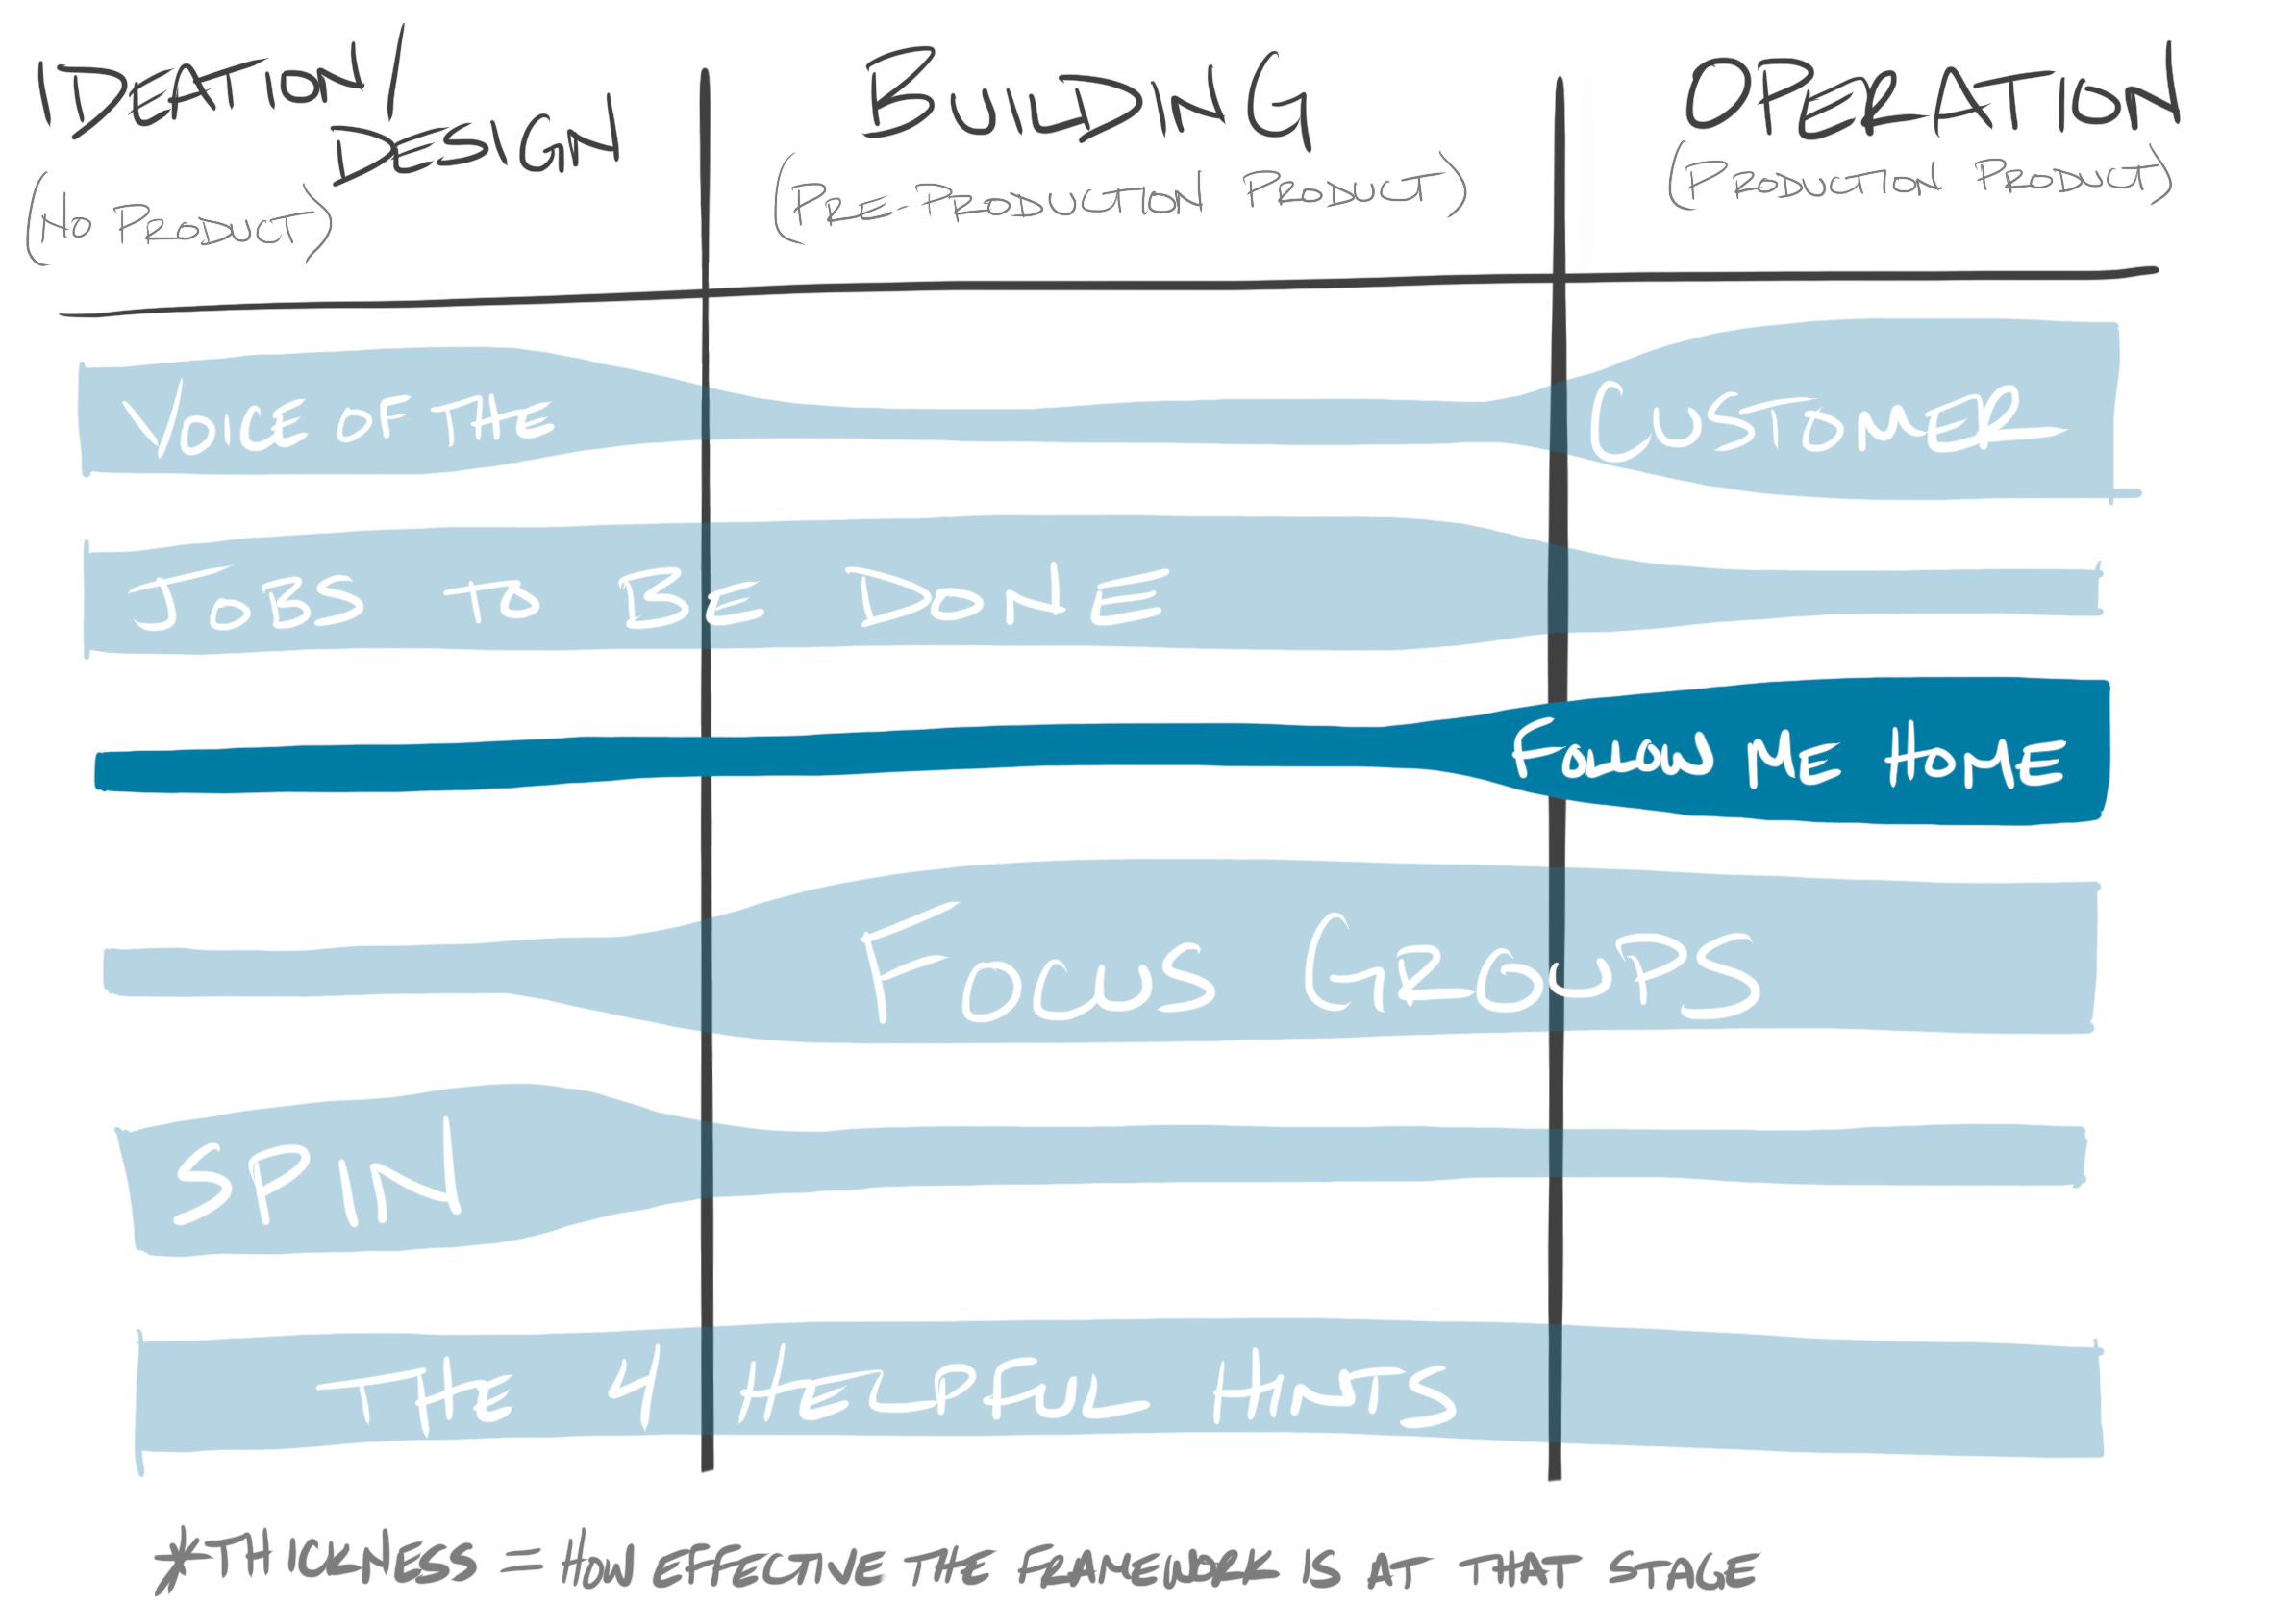 IDEATION/
DESIGN
(NO PRODUCT)
BUILDING
(PRE-PRODUCTION PRODUCT)
OPERATION
(PRODUCTION PRODUCT)
VOICE OF THE CUSTOMER
JOBS TO BE DONE
FOLLOW ME HOME
FOCUS GROUPS
SPIN
THE 4 HELPFUL HINTS
*THICKNESS = HOW EFFECTIVE THE FRAMEWORK IS AT THAT STAGE